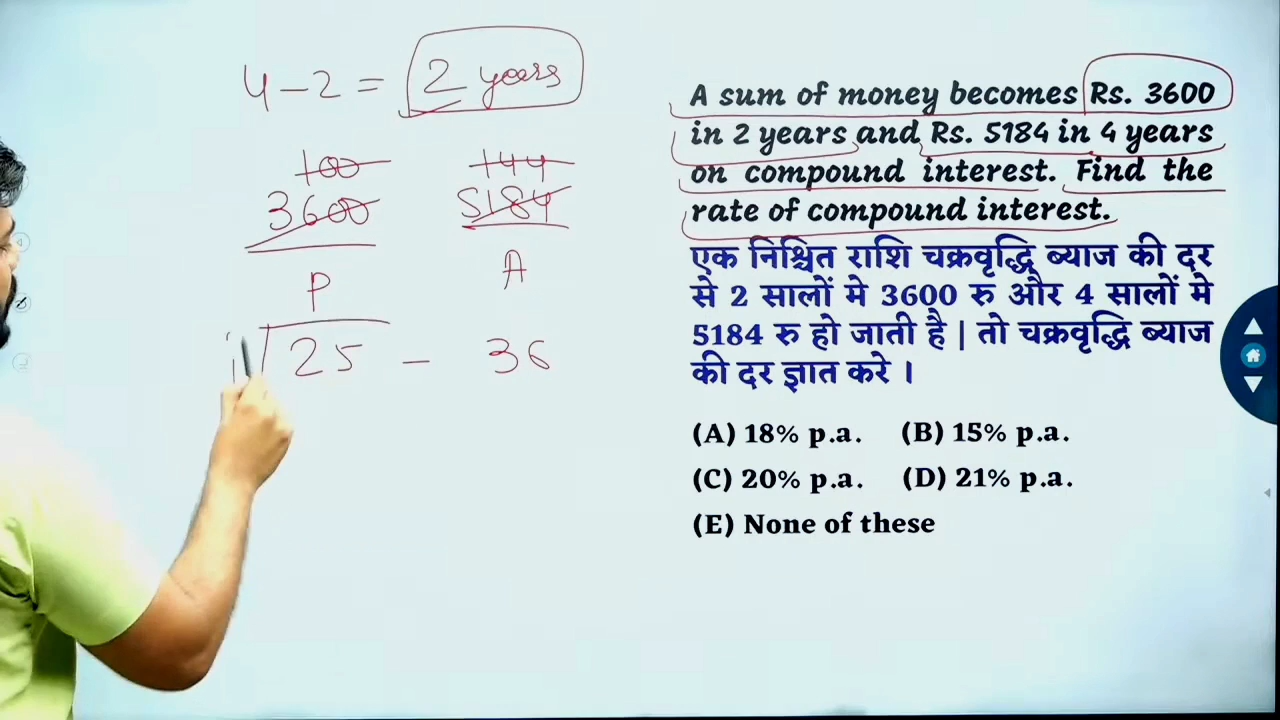 4 – 2 = 2 years
100 144
3600 5184
P A
25 – 36
A sum of money becomes Rs. 3600
in 2 years and Rs. 5184 in 4 years
on compound interest. Find the
rate of compound interest.
एक निश्चित राशि चक्रवृद्धि ब्याज की दर
से 2 सालों मे 3600 रु और 4 सालों मे
5184 रु हो जाती है | तो चक्रवृद्धि ब्याज
की दर ज्ञात करे ।
(A) 18% p.a. (B) 15% p.a.
(C) 20% p.a. (D) 21% p.a.
(E) None of these